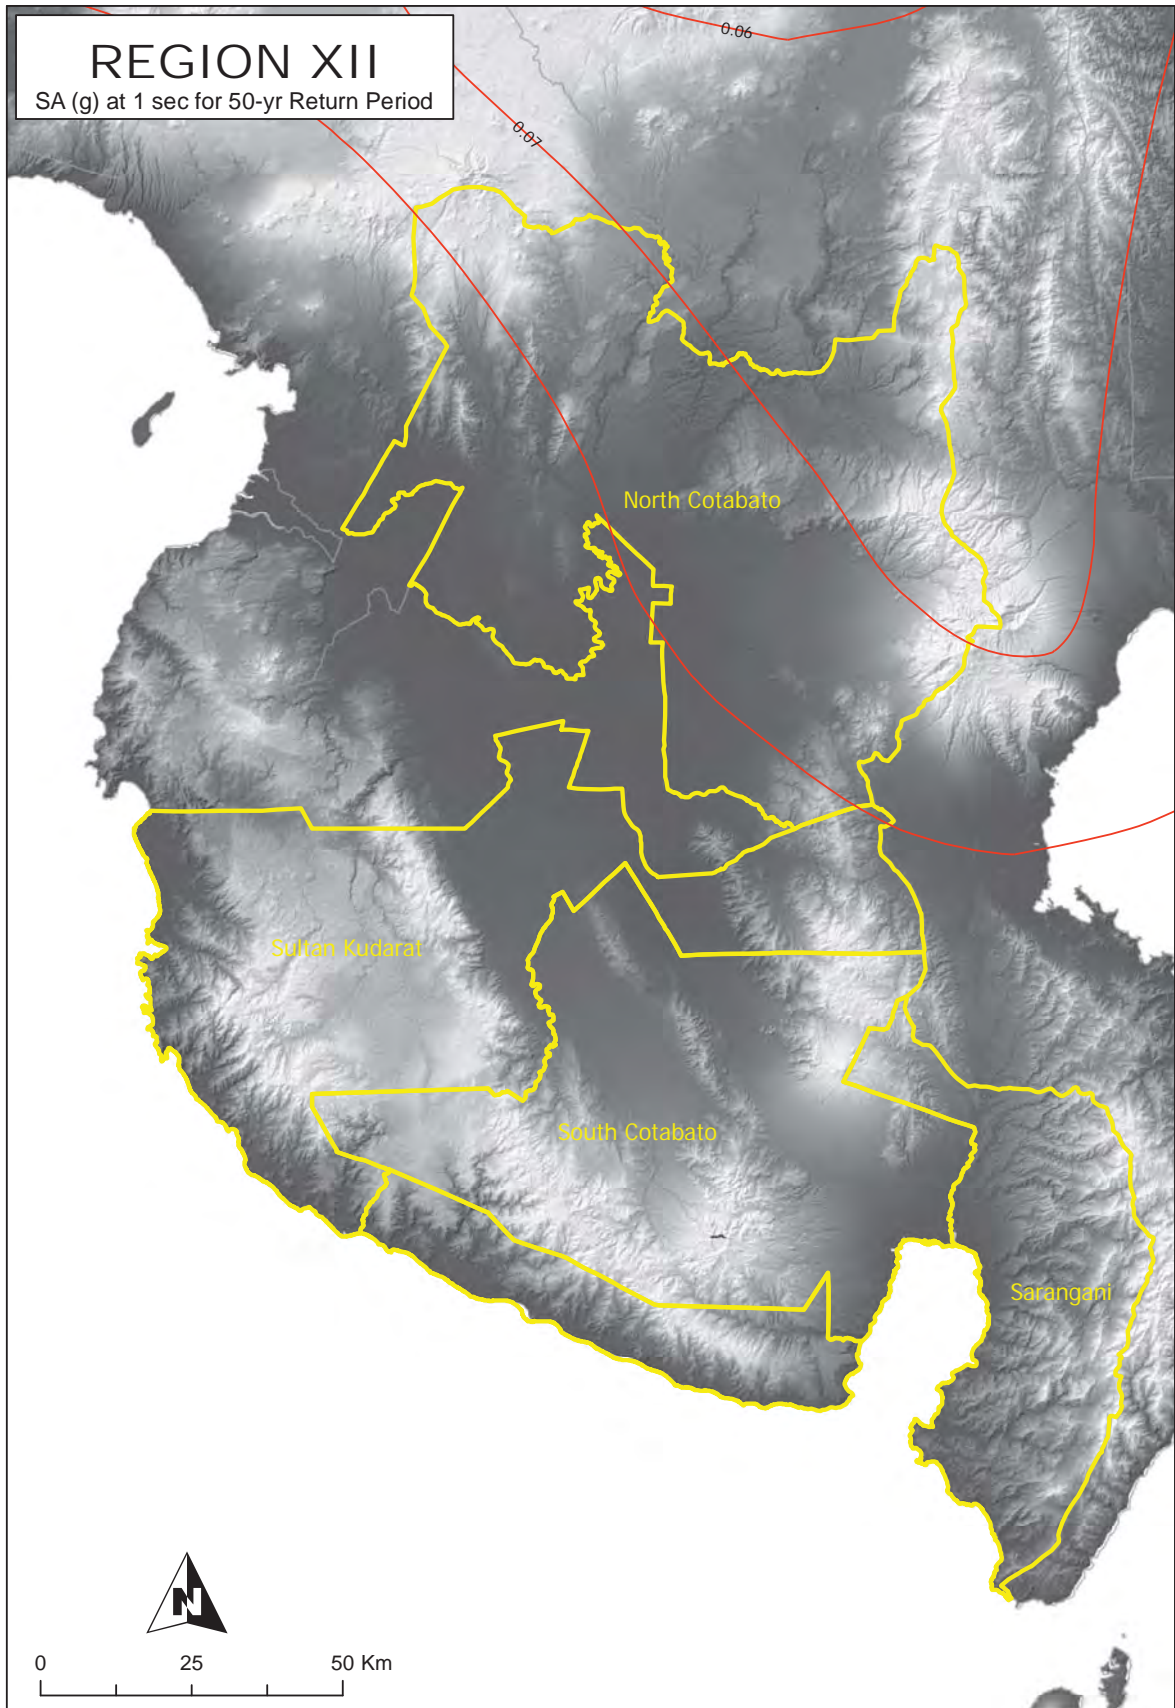 REGION XII
SA (g) at 1 sec for 50-yr Return Period
0.06
0.07
North Cotabato
Sultan Kudarat
South Cotabato
Sarangani
N
0 25 50 Km